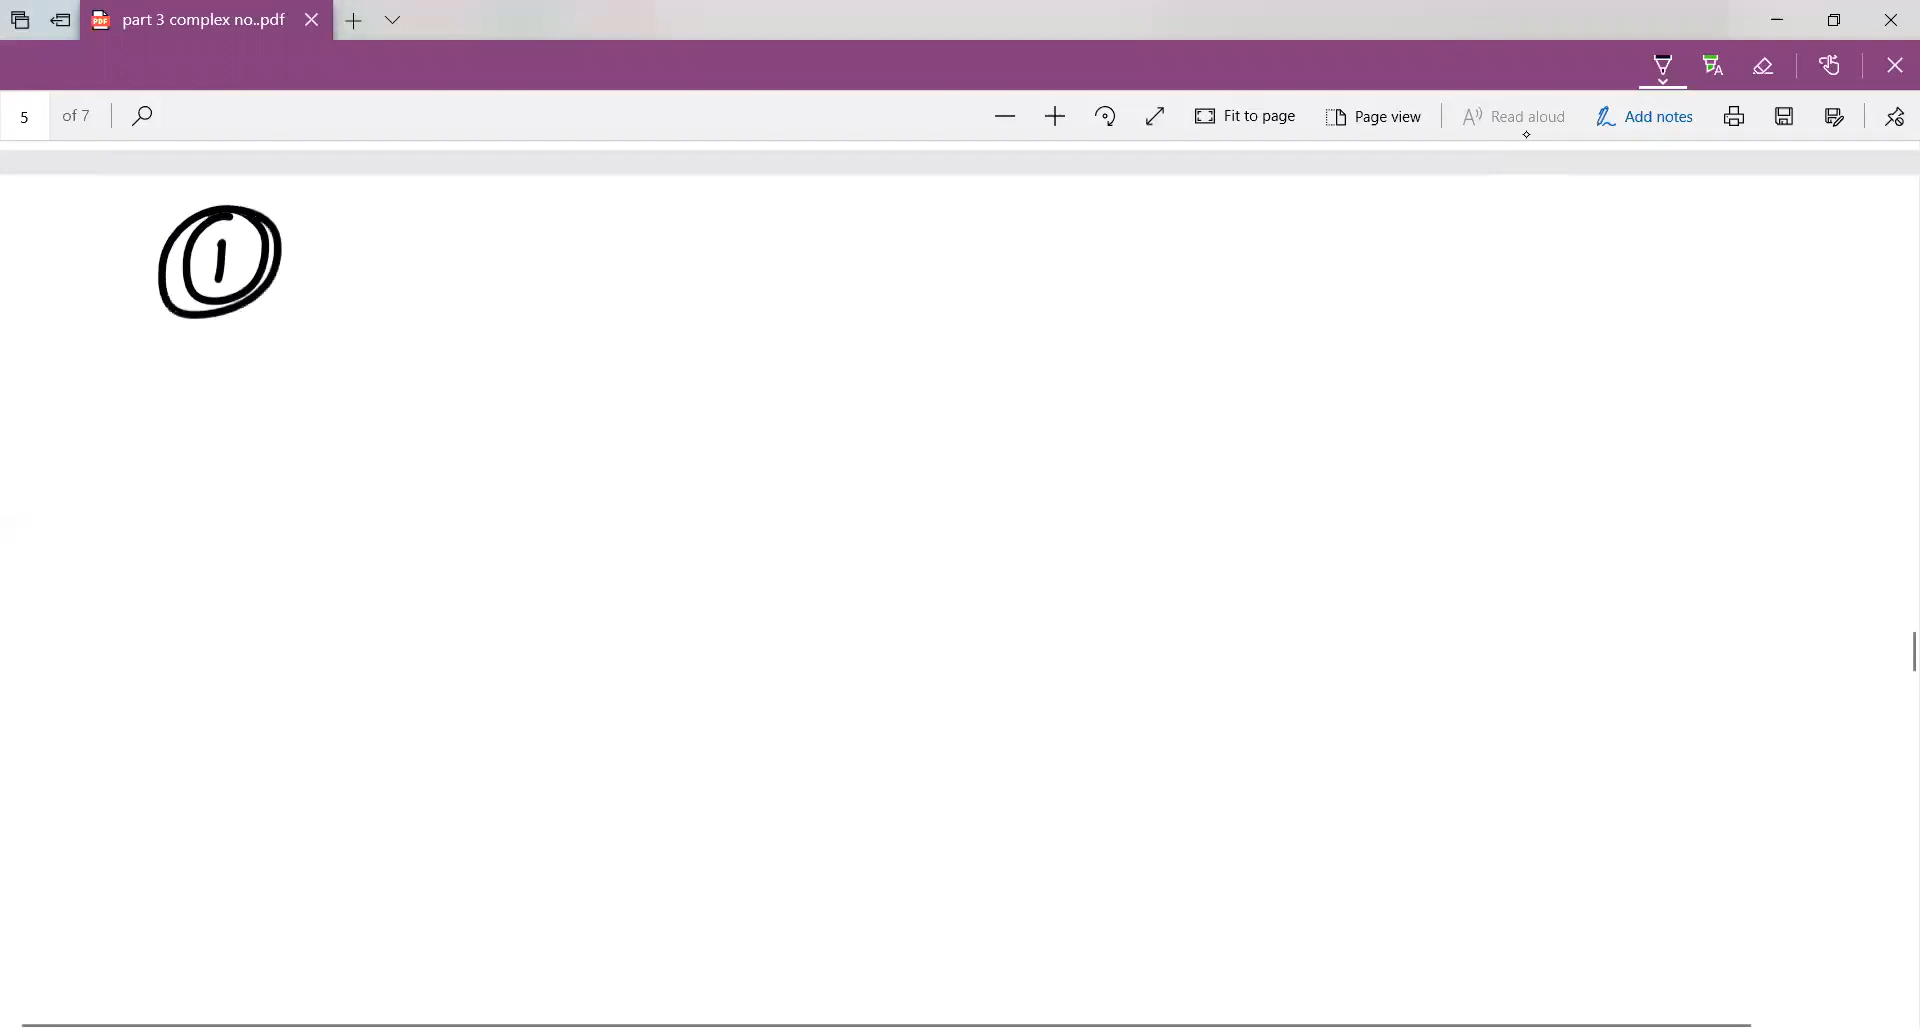 part 3 complex no..pdf
5 of 7 Fit to page Page view Read aloud Add notes
1